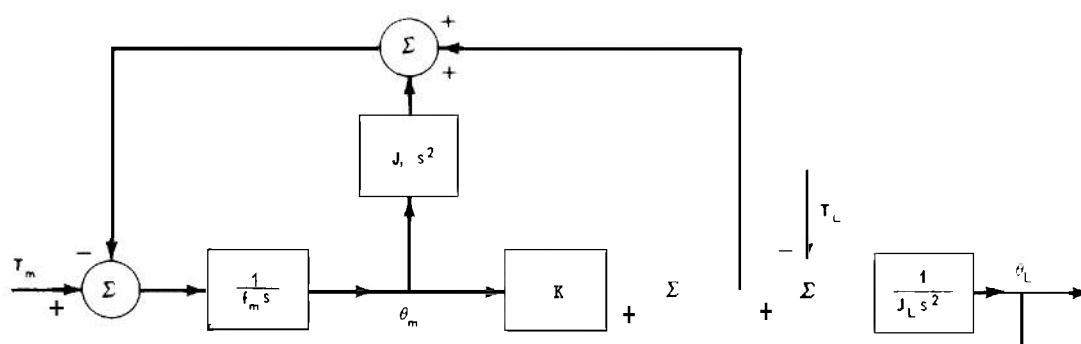 +
Σ
+
J, s²
T_L
−
−
T_m
+
Σ
1
f_m s
θ_m
K
+
Σ
+
Σ
1
J_L s²
θ_L